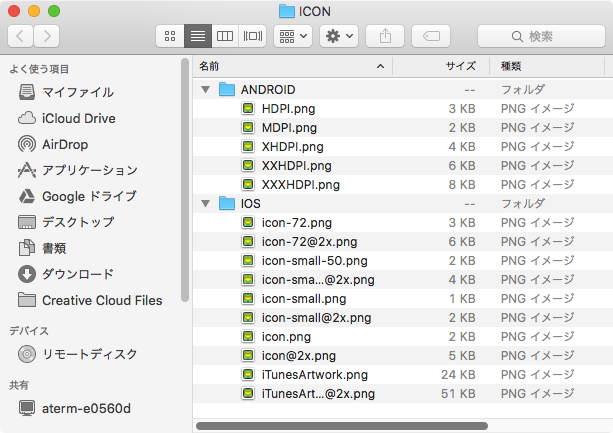 ICON
検索
よく使う項目
マイファイル
iCloud Drive
AirDrop
アプリケーション
Google ドライブ
デスクトップ
書類
ダウンロード
Creative Cloud Files
デバイス
リモートディスク
共有
aterm-e0560d
名前 サイズ 種類
ANDROID -- フォルダ
HDPI.png 3 KB PNG イメージ
MDPI.png 2 KB PNG イメージ
XHDPI.png 4 KB PNG イメージ
XXHDPI.png 6 KB PNG イメージ
XXXHDPI.png 8 KB PNG イメージ
IOS -- フォルダ
icon-72.png 3 KB PNG イメージ
icon-72@2x.png 6 KB PNG イメージ
icon-small-50.png 2 KB PNG イメージ
icon-sma...@2x.png 4 KB PNG イメージ
icon-small.png 1 KB PNG イメージ
icon-small@2x.png 2 KB PNG イメージ
icon.png 2 KB PNG イメージ
icon@2x.png 5 KB PNG イメージ
iTunesArtwork.png 24 KB PNG イメージ
iTunesArt...@2x.png 51 KB PNG イメージ